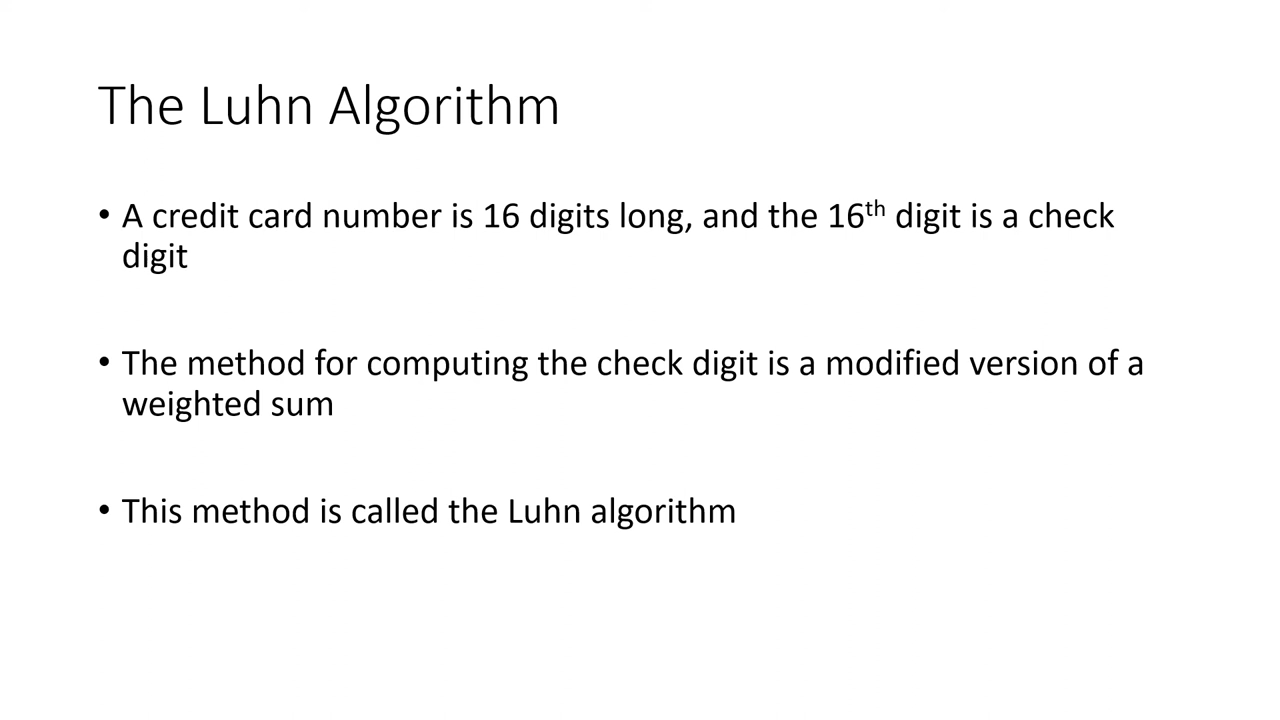 The Luhn Algorithm
• A credit card number is 16 digits long, and the 16th digit is a check
digit
• The method for computing the check digit is a modified version of a
weighted sum
• This method is called the Luhn algorithm